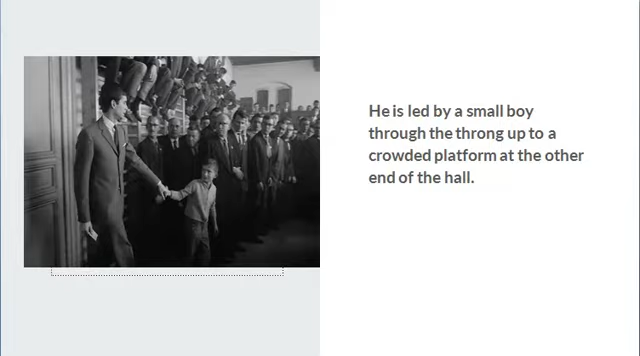 He is led by a small boy
through the throng up to a
crowded platform at the other
end of the hall.